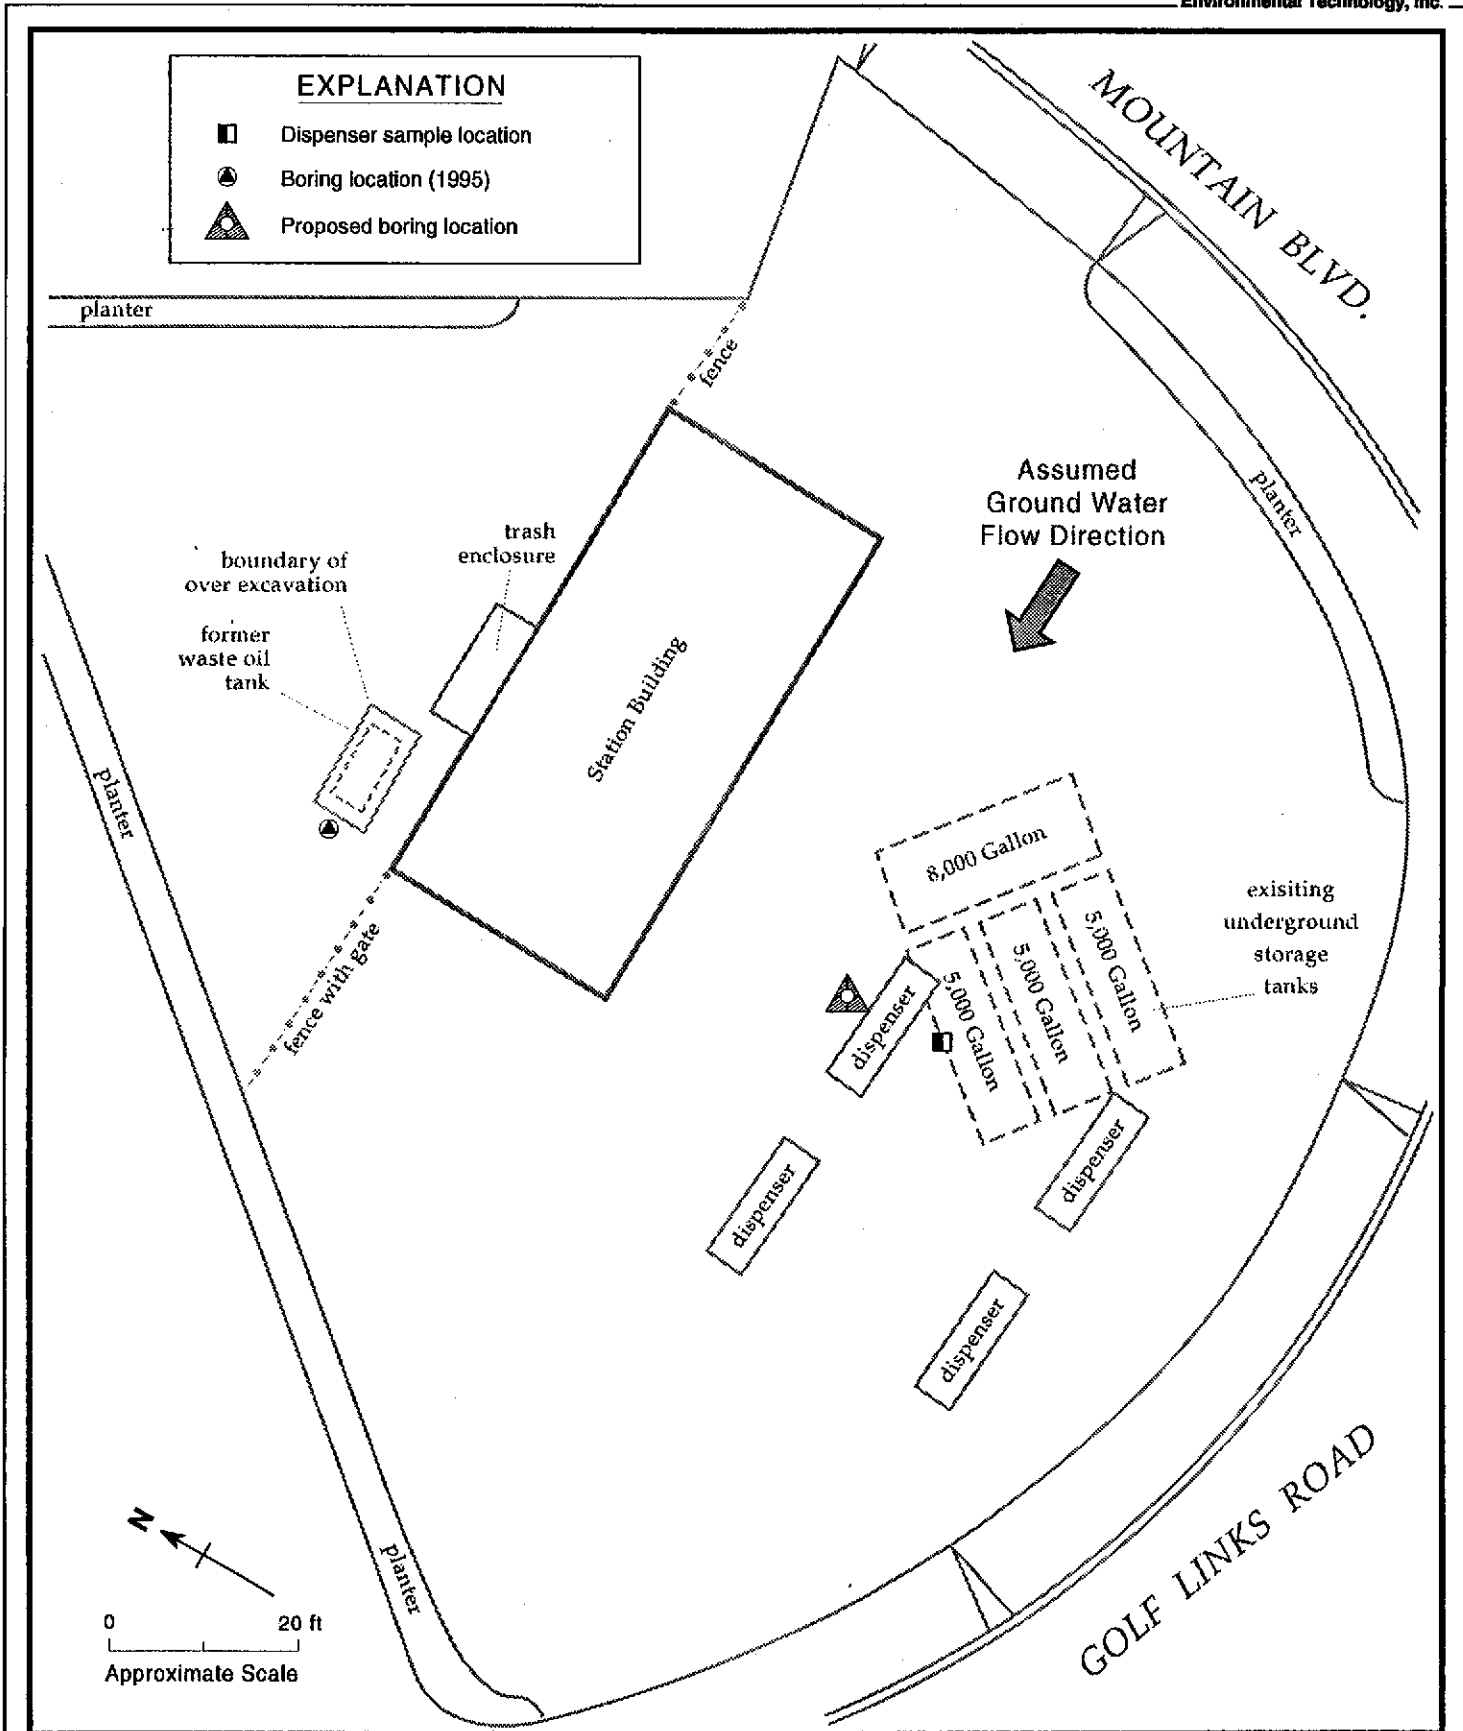 Environmental Technology, Inc.
EXPLANATION
Dispenser sample location
Boring location (1995)
Proposed boring location
MOUNTAIN BLVD.
planter
fence
planter
Assumed
Ground Water
Flow Direction
trash
enclosure
boundary of
over excavation
former
waste oil
tank
Station Building
planter
8,000 Gallon
5,000 Gallon
5,000 Gallon
5,000 Gallon
exisiting
underground
storage
tanks
fence with gate
dispenser
dispenser
dispenser
dispenser
planter
GOLF LINKS ROAD
N
0 20 ft
Approximate Scale